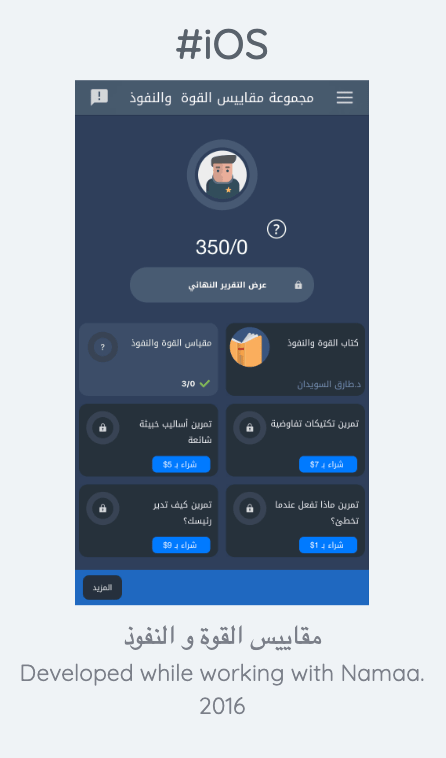 #iOS
مجموعة مقاييس القوة والنفوذ
?
350/0
عرض التقرير النهائي
كتاب القوة والنفوذ
د.طارق السويدان
مقياس القوة والنفوذ
?
3/0
تمرين تكتيكات تفاوضية
شراء بـ 7$
تمرين أساليب خبيثة
شائعة
شراء بـ 5$
تمرين ماذا تفعل عندما
تخطئ؟
شراء بـ 1$
تمرين كيف تدير
رئيسك؟
شراء بـ 9$
المزيد
مقاييس القوة و النفوذ
Developed while working with Namaa.
2016